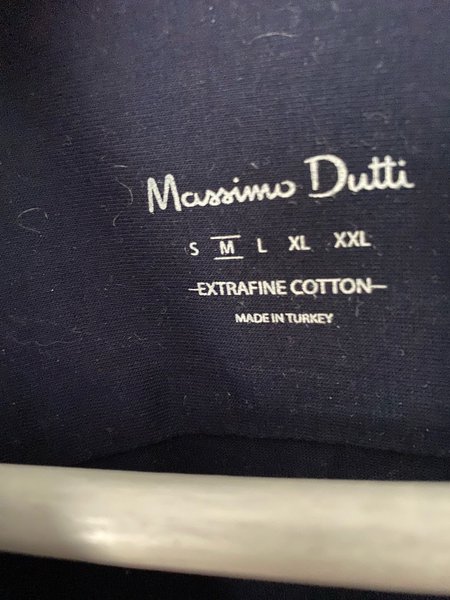 Massimo Dutti
S M L XL XXL
EXTRAFINE COTTON
MADE IN TURKEY